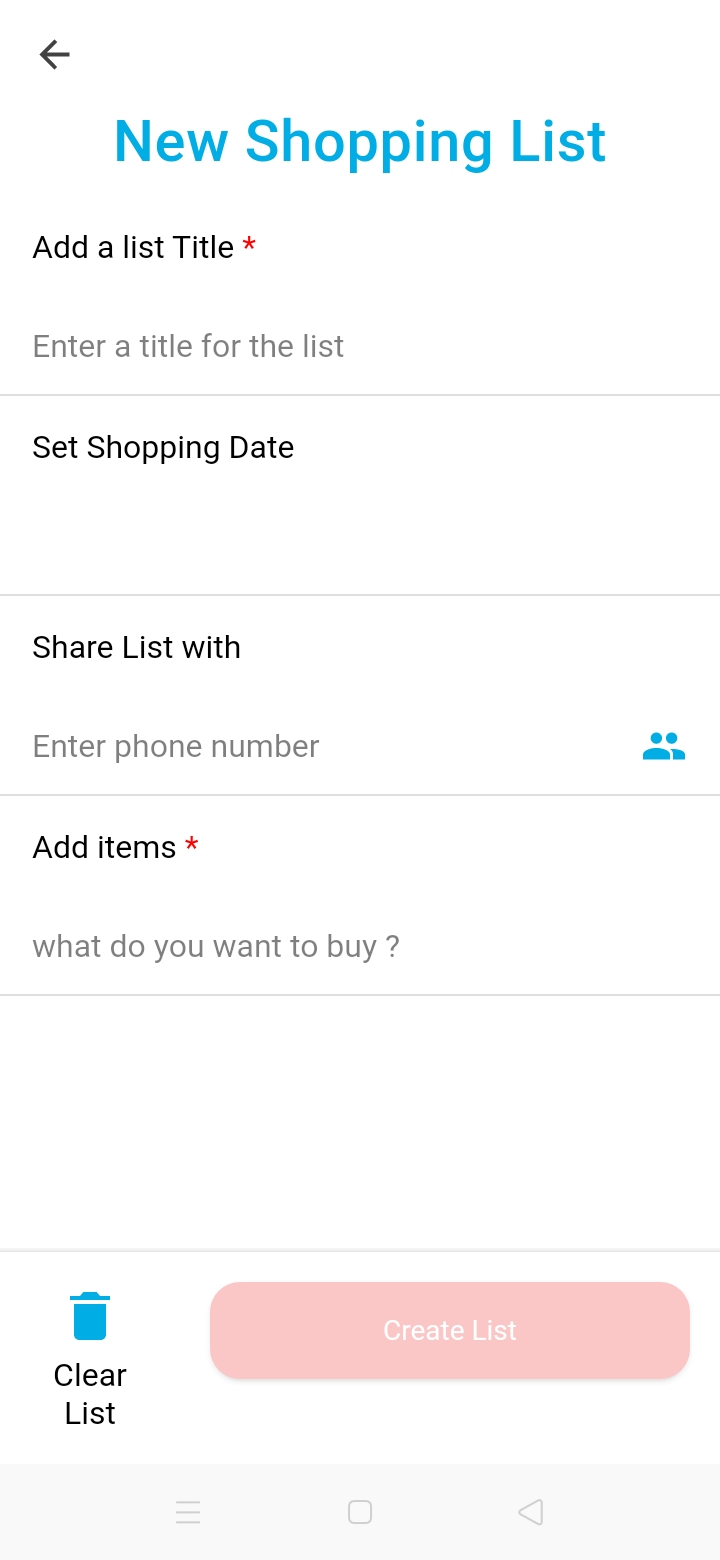 New Shopping List
Add a list Title *
Enter a title for the list
Set Shopping Date
Share List with
Enter phone number
Add items *
what do you want to buy ?
Clear
List
Create List